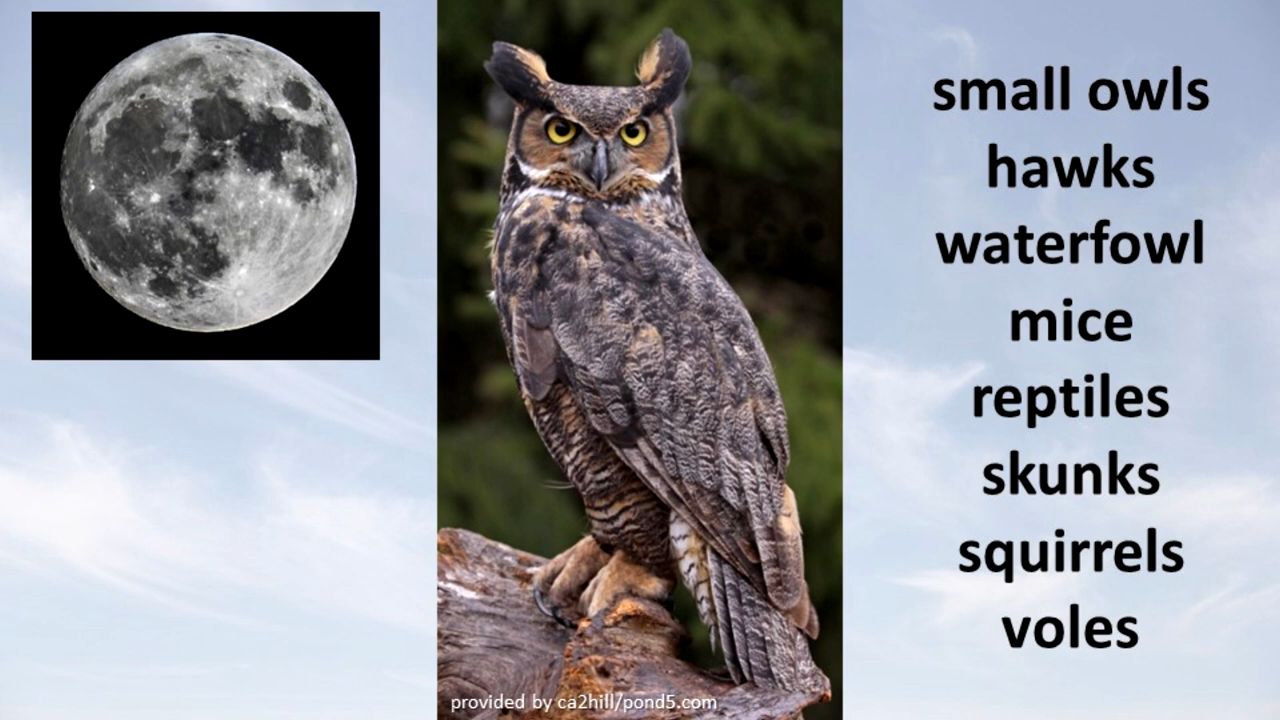 small owls
hawks
waterfowl
mice
reptiles
skunks
squirrels
voles
provided by ca2hill/pond5.com